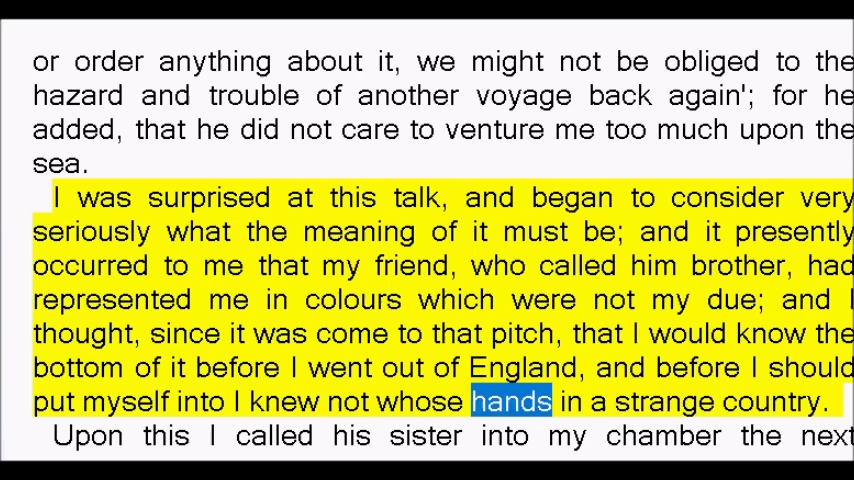 or order anything about it, we might not be obliged to the
hazard and trouble of another voyage back again'; for he
added, that he did not care to venture me too much upon the
sea.
I was surprised at this talk, and began to consider very
seriously what the meaning of it must be; and it presently
occurred to me that my friend, who called him brother, had
represented me in colours which were not my due; and I
thought, since it was come to that pitch, that I would know the
bottom of it before I went out of England, and before I should
put myself into I knew not whose hands in a strange country.
Upon this I called his sister into my chamber the next